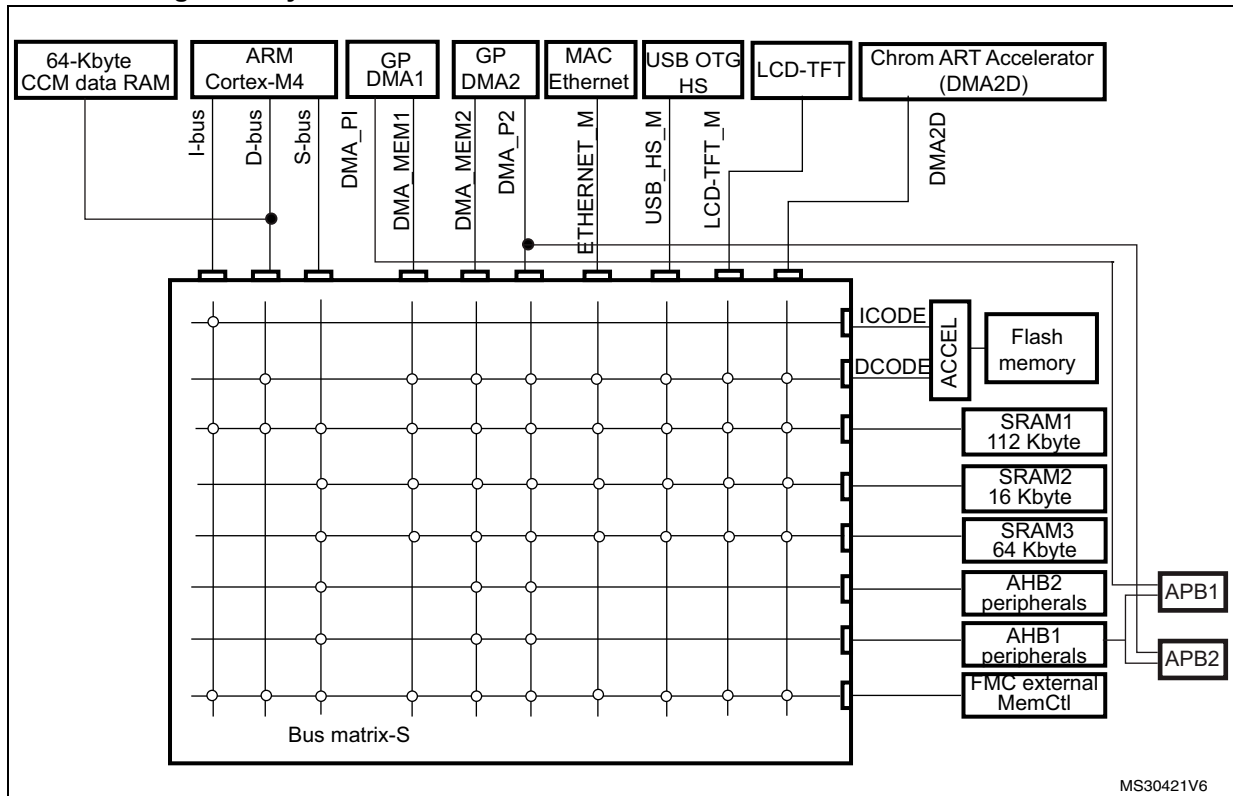 64-Kbyte
CCM data RAM
ARM
Cortex-M4
GP
DMA1
GP
DMA2
MAC
Ethernet
USB OTG
HS
LCD-TFT
Chrom ART Accelerator
(DMA2D)
I-bus
D-bus
S-bus
DMA_PI
DMA_MEM1
DMA_MEM2
DMA_P2
ETHERNET_M
USB_HS_M
LCD-TFT_M
DMA2D
ICODE
DCODE
ACCEL
Flash
memory
SRAM1
112 Kbyte
SRAM2
16 Kbyte
SRAM3
64 Kbyte
AHB2
peripherals
AHB1
peripherals
FMC external
MemCtl
APB1
APB2
Bus matrix-S
MS30421V6